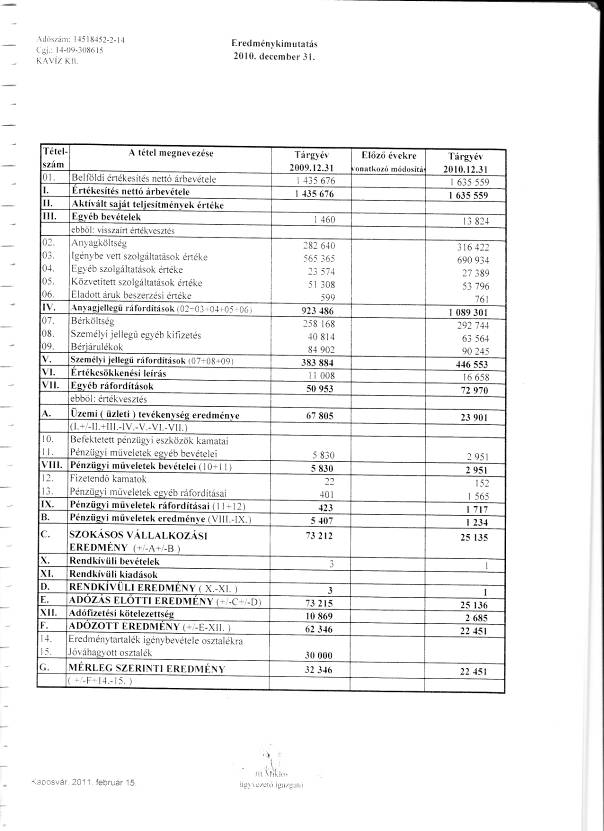 Adószám: 14518452-2-14
Cgj.: 14-09-308615
KAVÍZ Kft.
Eredménykimutatás
2010. december 31.
Tétel-szám A tétel megnevezése Tárgyév 2009.12.31 Előző évekre vonatkozó módosítás Tárgyév 2010.12.31
01. Belföldi értékesítés nettó árbevétele 1 435 676 1 635 559
I. Értékesítés nettó árbevétele 1 435 676 1 635 559
II. Aktivált saját teljesítmények értéke
III. Egyéb bevételek 1 460 13 824
ebből: visszaírt értékvesztés
02. Anyagköltség 282 640 316 422
03. Igénybe vett szolgáltatások értéke 565 365 690 934
04. Egyéb szolgáltatások értéke 23 574 27 389
05. Közvetített szolgáltatások értéke 51 308 53 796
06. Eladott áruk beszerzési értéke 599 761
IV. Anyagjellegű ráfordítások (02+03+04+05+06) 923 486 1 089 301
07. Bérköltség 258 168 292 744
08. Személyi jellegű egyéb kifizetés 40 814 63 564
09. Bérjárulékok 84 902 90 245
V. Személyi jellegű ráfordítások (07+08+09) 383 884 446 553
VI. Értékcsökkenési leírás 11 008 16 658
VII. Egyéb ráfordítások 50 953 72 970
ebből: értékvesztés
A. Üzemi ( üzleti ) tevékenység eredménye 67 805 23 901
(I.+/-II.+III.-IV.-V.-VI.-VII.)
10. Befektetett pénzügyi eszközök kamatai
11. Pénzügyi műveletek egyéb bevételei 5 830 2 951
VIII. Pénzügyi műveletek bevételei (10+11) 5 830 2 951
12. Fizetendő kamatok 22 152
13. Pénzügyi műveletek egyéb ráfordításai 401 1 565
IX. Pénzügyi műveletek ráfordításai (11+12) 423 1 717
B. Pénzügyi műveletek eredménye (VIII.-IX.) 5 407 1 234
C. SZOKÁSOS VÁLLALKOZÁSI 73 212 25 135
EREDMÉNY (+/-A+/-B )
X. Rendkívüli bevételek 3 1
XI. Rendkívüli kiadások
D. RENDKÍVÜLI EREDMÉNY ( X.-XI. ) 3 1
E. ADÓZÁS ELŐTTI EREDMÉNY (+/-C+/-D) 73 215 25 136
XII. Adófizetési kötelezettség 10 869 2 685
F. ADÓZOTT EREDMÉNY (+/-E-XII. ) 62 346 22 451
14. Eredménytartalék igénybevétele osztalékra
15. Jóváhagyott osztalék 30 000
G. MÉRLEG SZERINTI EREDMÉNY 32 346 22 451
( +/-F+14.-15. )
Kaposvár, 2011. február 15.
Miklós
ügyvezető igazgató